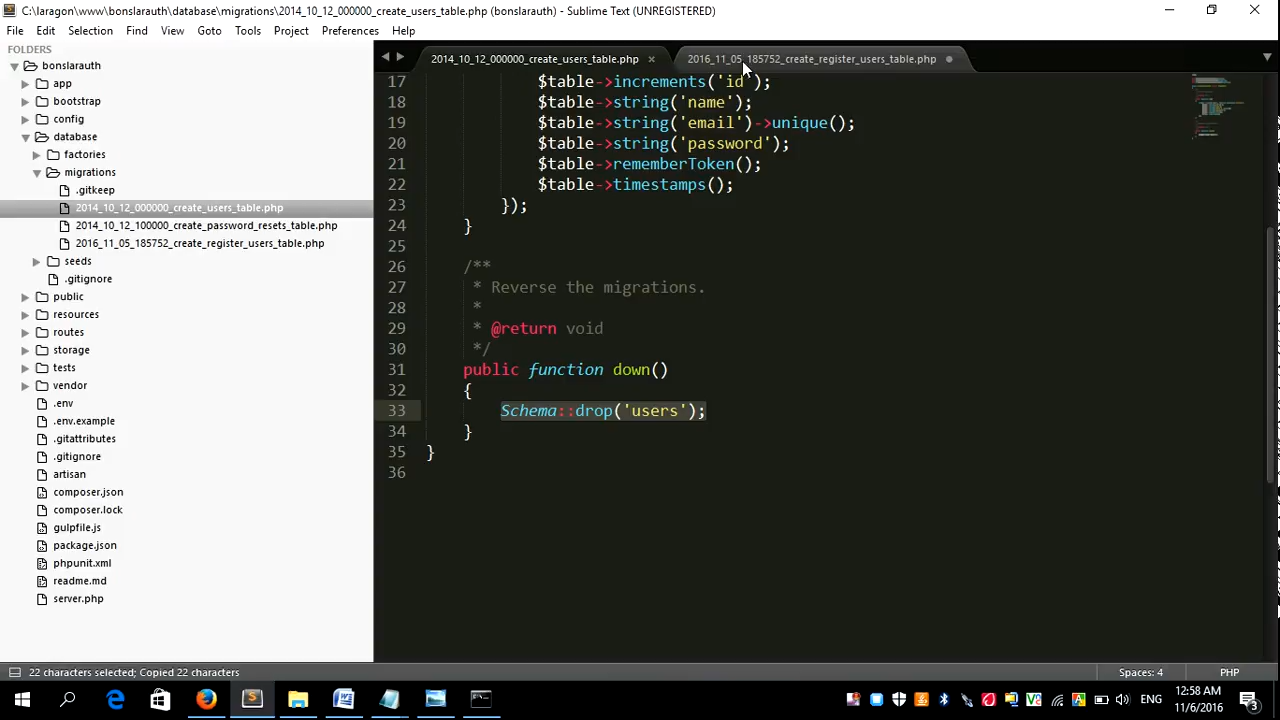 C:\laragon\www\bonslarauth\database\migrations\2014_10_12_000000_create_users_table.php (bonslarauth) - Sublime Text (UNREGISTERED)
File Edit Selection Find View Goto Tools Project Preferences Help
FOLDERS
bonslarauth
app
bootstrap
config
database
factories
migrations
.gitkeep
2014_10_12_000000_create_users_table.php
2014_10_12_100000_create_password_resets_table.php
2016_11_05_185752_create_register_users_table.php
seeds
.gitignore
public
resources
routes
storage
tests
vendor
.env
.env.example
.gitattributes
.gitignore
artisan
composer.json
composer.lock
gulpfile.js
package.json
phpunit.xml
readme.md
server.php
2014_10_12_000000_create_users_table.php × 2016_11_05_185752_create_register_users_table.php
17 $table->increments('id');
18 $table->string('name');
19 $table->string('email')->unique();
20 $table->string('password');
21 $table->rememberToken();
22 $table->timestamps();
23 });
24 }
25
26 /**
27 * Reverse the migrations.
28 *
29 * @return void
30 */
31 public function down()
32 {
33 Schema::drop('users');
34 }
35 }
36
22 characters selected; Copied 22 characters Spaces: 4 PHP
ENG 12:58 AM
11/6/2016 3